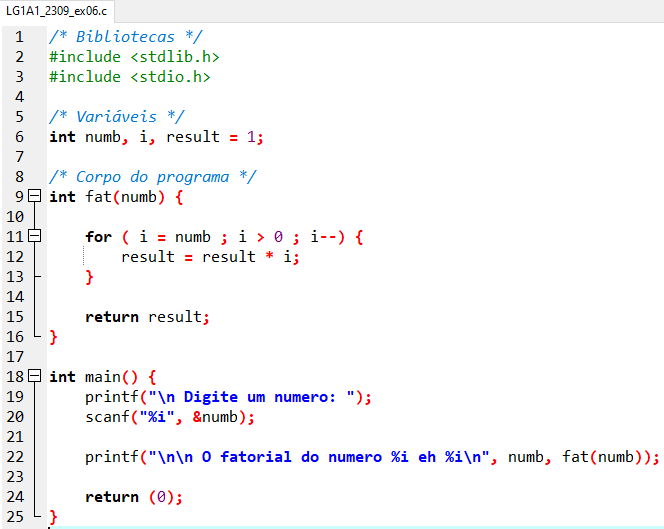 LG1A1_2309_ex06.c
1 /* Bibliotecas */
2 #include <stdlib.h>
3 #include <stdio.h>
4
5 /* Variáveis */
6 int numb, i, result = 1;
7
8 /* Corpo do programa */
9 int fat(numb) {
10
11     for ( i = numb ; i > 0 ; i--) {
12         result = result * i;
13     }
14
15     return result;
16 }
17
18 int main() {
19     printf("\n Digite um numero: ");
20     scanf("%i", &numb);
21
22     printf("\n\n O fatorial do numero %i eh %i\n", numb, fat(numb));
23
24     return (0);
25 }